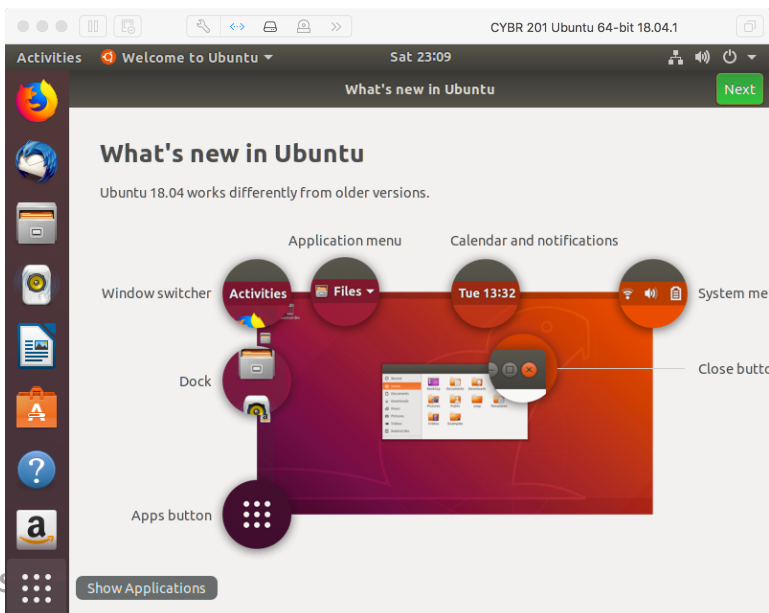 CYBR 201 Ubuntu 64-bit 18.04.1
Activities Welcome to Ubuntu Sat 23:09
What's new in Ubuntu Next
What's new in Ubuntu
Ubuntu 18.04 works differently from older versions.
Application menu Calendar and notifications
Window switcher Activities Files Tue 13:32 System me
Close butto
Dock
Apps button
Show Applications